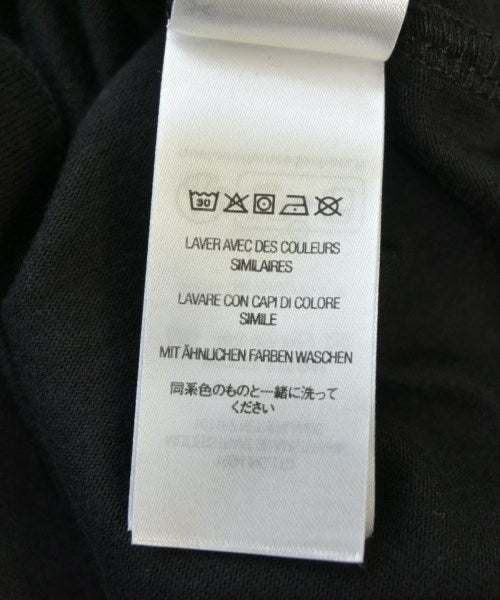 30
LAVER AVEC DES COULEURS
SIMILAIRES
LAVARE CON CAPI DI COLORE
SIMILE
MIT ÄHNLICHEN FARBEN WASCHEN
同系色のものと一緒に洗って
ください